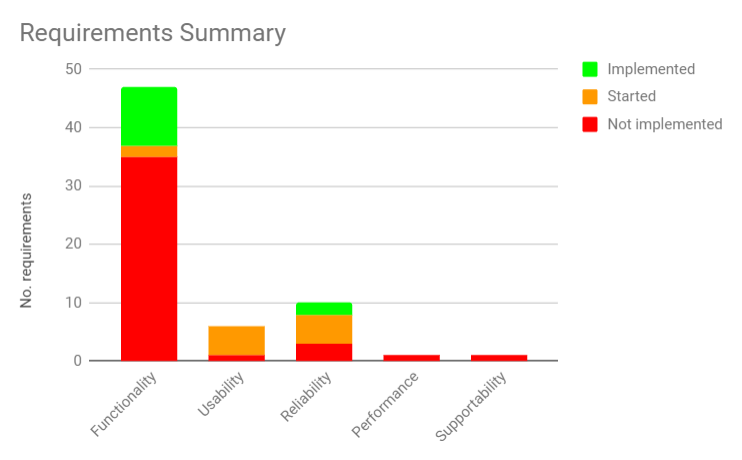 Requirements Summary
50
40
30
20
10
0
No. requirements
Functionality
Usability
Reliability
Performance
Supportability
Implemented
Started
Not implemented